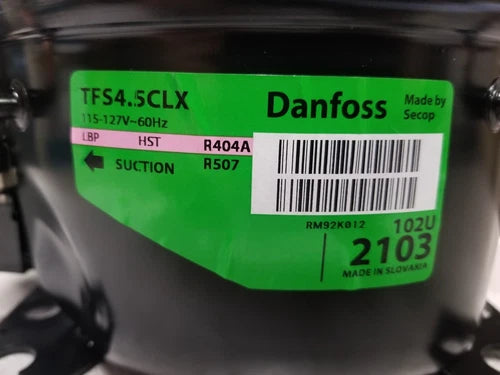 TFS4.5CLX
115-127V~60Hz
LBP HST R404A
SUCTION R507
Danfoss
Made by
Secop
RM92K012
102U
2103
MADE IN SLOVAKIA